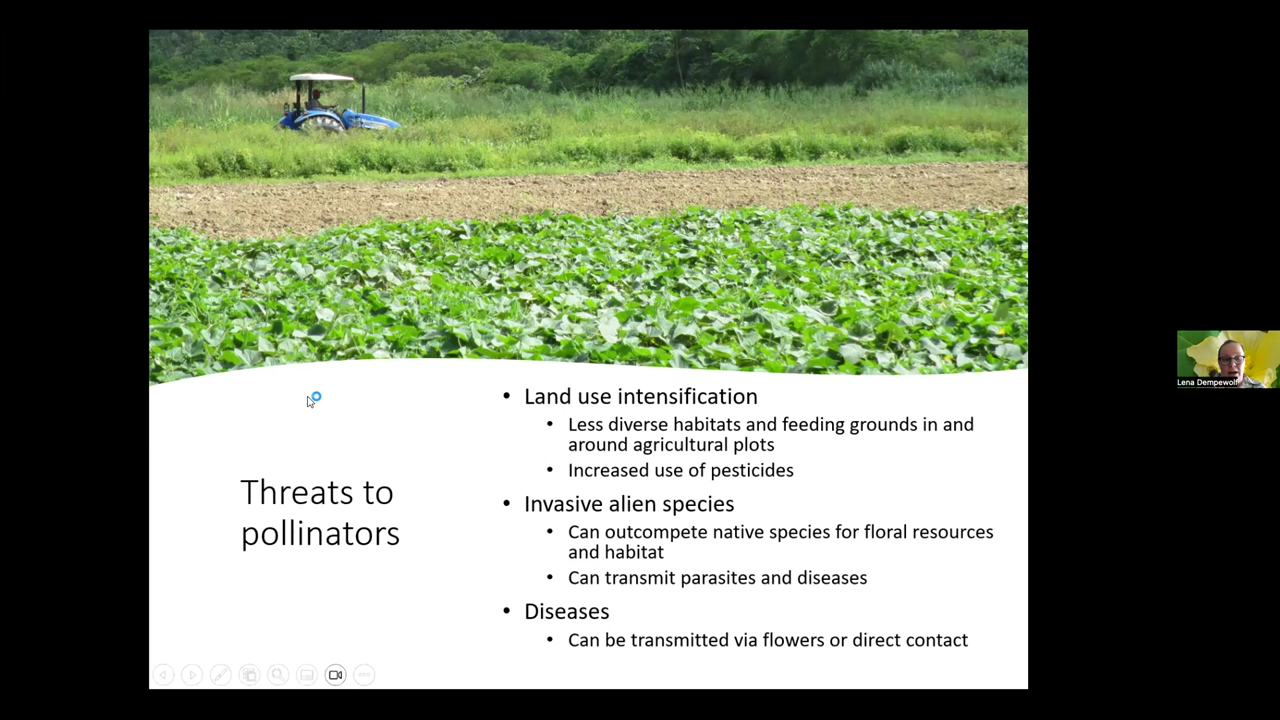 Threats to
pollinators
• Land use intensification
• Less diverse habitats and feeding grounds in and
around agricultural plots
• Increased use of pesticides
• Invasive alien species
• Can outcompete native species for floral resources
and habitat
• Can transmit parasites and diseases
• Diseases
• Can be transmitted via flowers or direct contact
Lena Dempewolf